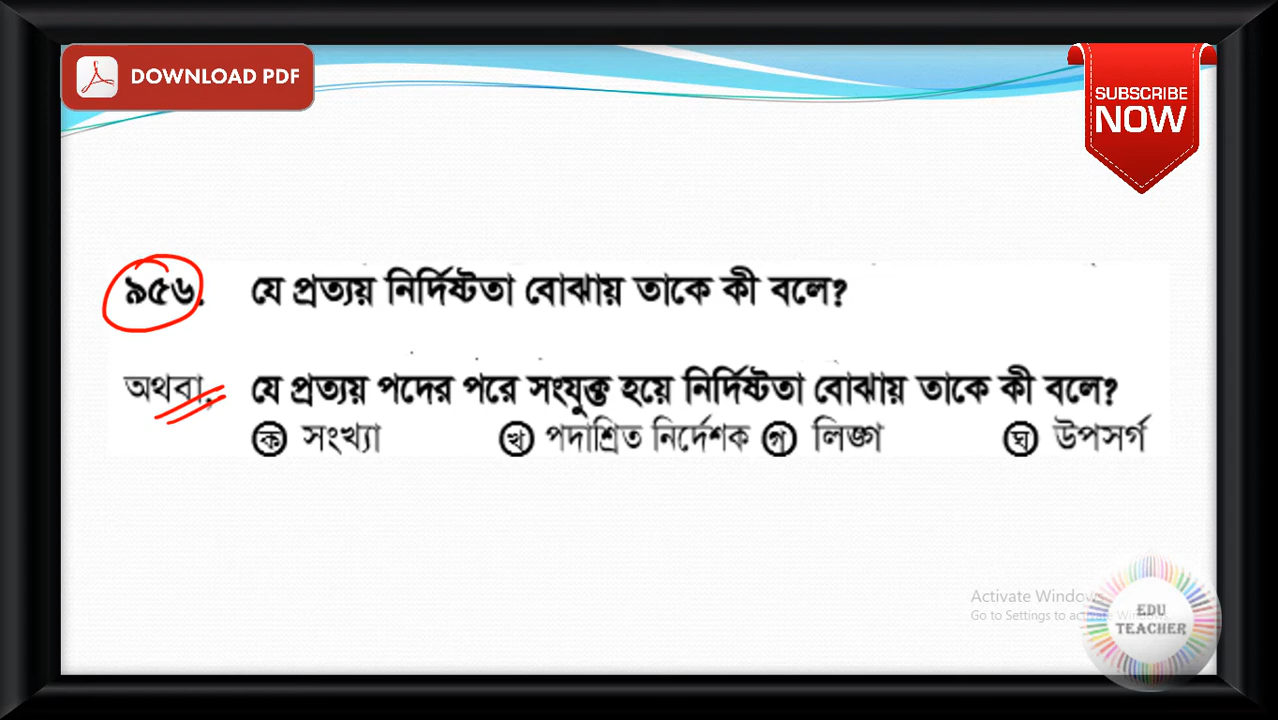 DOWNLOAD PDF
SUBSCRIBE
NOW
৯৫৬. যে প্রত্যয় নির্দিষ্টতা বোঝায় তাকে কী বলে?
অথবা, যে প্রত্যয় পদের পরে সংযুক্ত হয়ে নির্দিষ্টতা বোঝায় তাকে কী বলে?
ক সংখ্যা খ পদাশ্রিত নির্দেশক গ লিঙ্গ ঘ উপসর্গ
Activate Windows
Go to Settings to activate Windows.
EDU
TEACHER